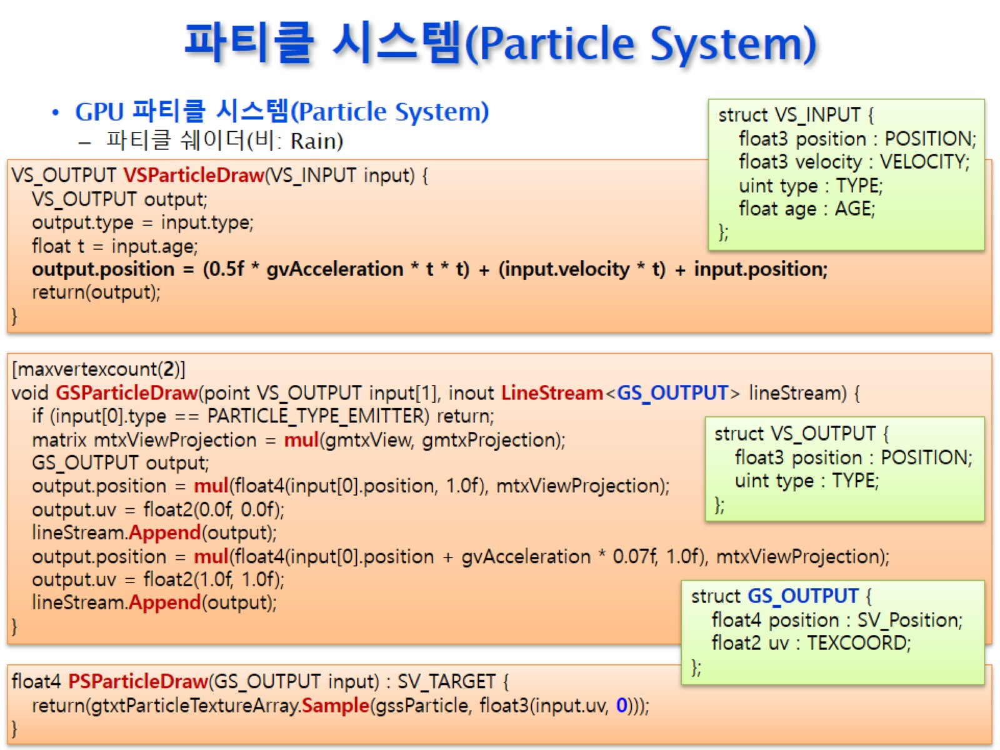 파티클 시스템(Particle System)
• GPU 파티클 시스템(Particle System)
– 파티클 쉐이더(비: Rain)
struct VS_INPUT {
float3 position : POSITION;
float3 velocity : VELOCITY;
uint type : TYPE;
float age : AGE;
};
VS_OUTPUT VSParticleDraw(VS_INPUT input) {
VS_OUTPUT output;
output.type = input.type;
float t = input.age;
output.position = (0.5f * gvAcceleration * t * t) + (input.velocity * t) + input.position;
return(output);
}
[maxvertexcount(2)]
void GSParticleDraw(point VS_OUTPUT input[1], inout LineStream<GS_OUTPUT> lineStream) {
if (input[0].type == PARTICLE_TYPE_EMITTER) return;
matrix mtxViewProjection = mul(gmtxView, gmtxProjection);
GS_OUTPUT output;
output.position = mul(float4(input[0].position, 1.0f), mtxViewProjection);
output.uv = float2(0.0f, 0.0f);
lineStream.Append(output);
output.position = mul(float4(input[0].position + gvAcceleration * 0.07f, 1.0f), mtxViewProjection);
output.uv = float2(1.0f, 1.0f);
lineStream.Append(output);
}
struct VS_OUTPUT {
float3 position : POSITION;
uint type : TYPE;
};
struct GS_OUTPUT {
float4 position : SV_Position;
float2 uv : TEXCOORD;
};
float4 PSParticleDraw(GS_OUTPUT input) : SV_TARGET {
return(gtxtParticleTextureArray.Sample(gssParticle, float3(input.uv, 0)));
}